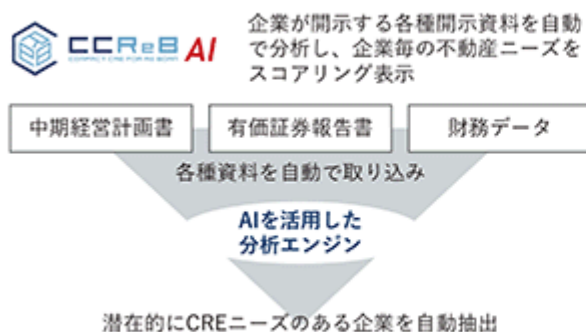 CCReB AI
企業が開示する各種開示資料を自動
で分析し、企業毎の不動産ニーズを
スコアリング表示
中期経営計画書
有価証券報告書
財務データ
各種資料を自動で取り込み
AIを活用した
分析エンジン
潜在的にCREニーズのある企業を自動抽出